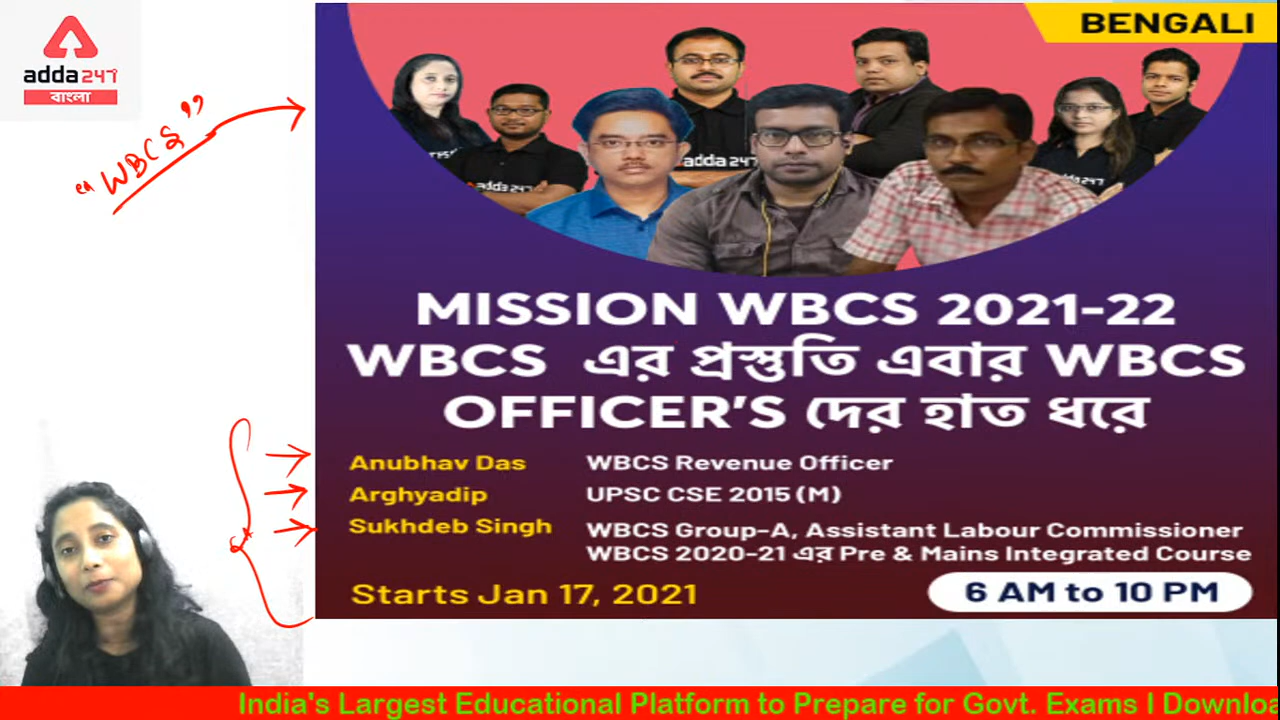 adda247
বাংলা
"WBCS"
BENGALI
adda247
adda247
MISSION WBCS 2021-22
WBCS এর প্রস্তুতি এবার WBCS
OFFICER'S দের হাত ধরে
Anubhav Das WBCS Revenue Officer
Arghyadip UPSC CSE 2015 (M)
Sukhdeb Singh WBCS Group-A, Assistant Labour Commissioner
WBCS 2020-21 এর Pre & Mains Integrated Course
Starts Jan 17, 2021
6 AM to 10 PM
India's Largest Educational Platform to Prepare for Govt. Exams I Downloa